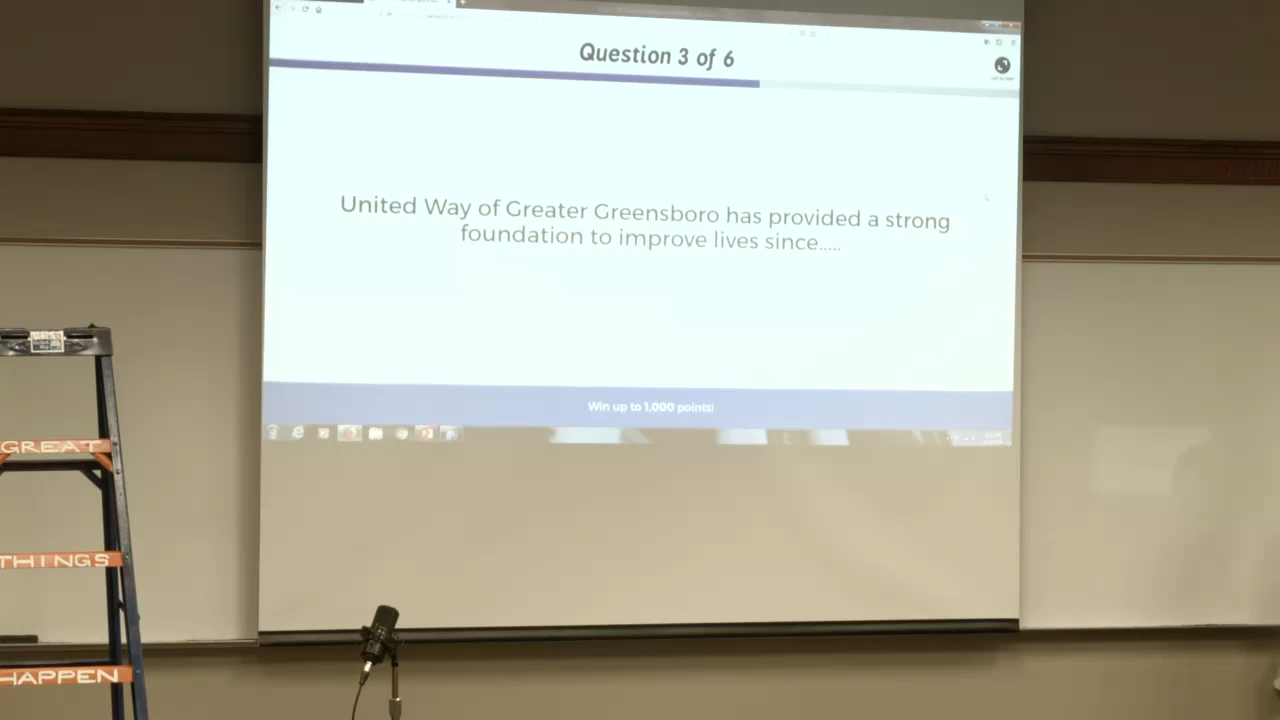 Question 3 of 6
United Way of Greater Greensboro has provided a strong
foundation to improve lives since.....
Win up to 1,000 points!
GREAT
THINGS
HAPPEN